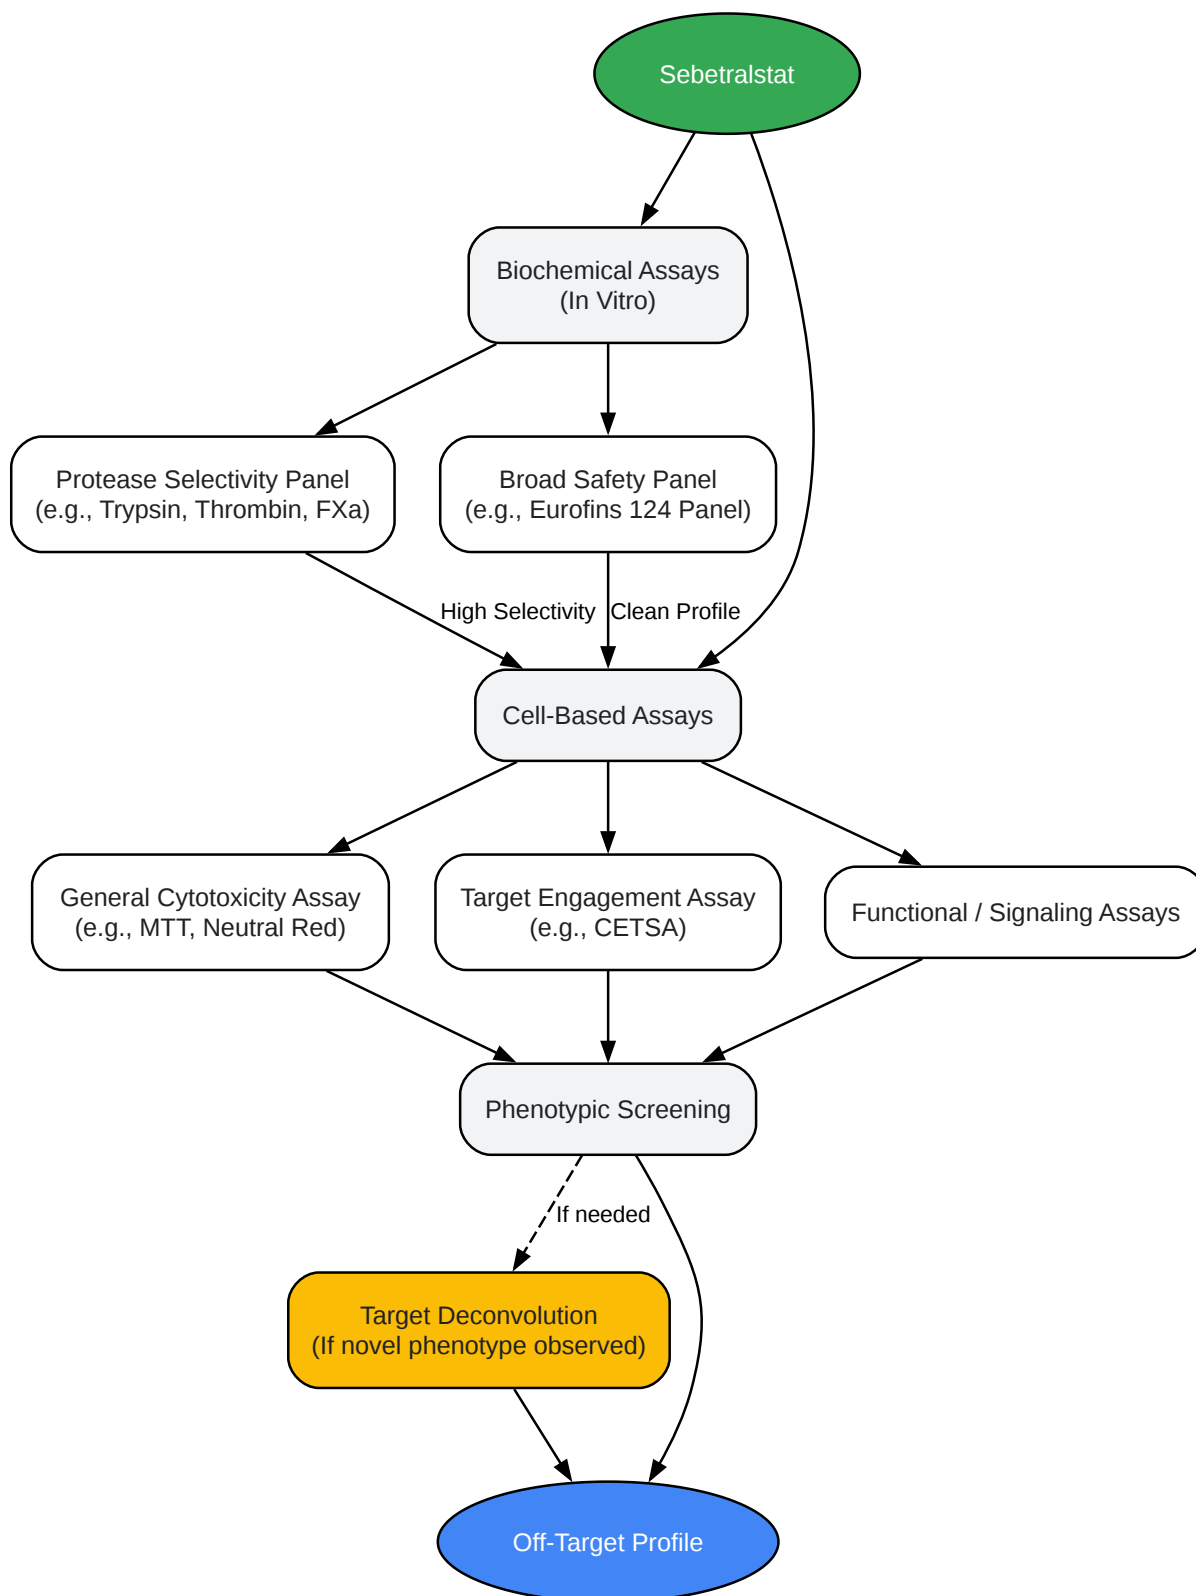 Sebetralstat
Biochemical Assays
(In Vitro)
Protease Selectivity Panel
(e.g., Trypsin, Thrombin, FXa)
Broad Safety Panel
(e.g., Eurofins 124 Panel)
High Selectivity
Clean Profile
Cell-Based Assays
General Cytotoxicity Assay
(e.g., MTT, Neutral Red)
Target Engagement Assay
(e.g., CETSA)
Functional / Signaling Assays
Phenotypic Screening
If needed
Target Deconvolution
(If novel phenotype observed)
Off-Target Profile